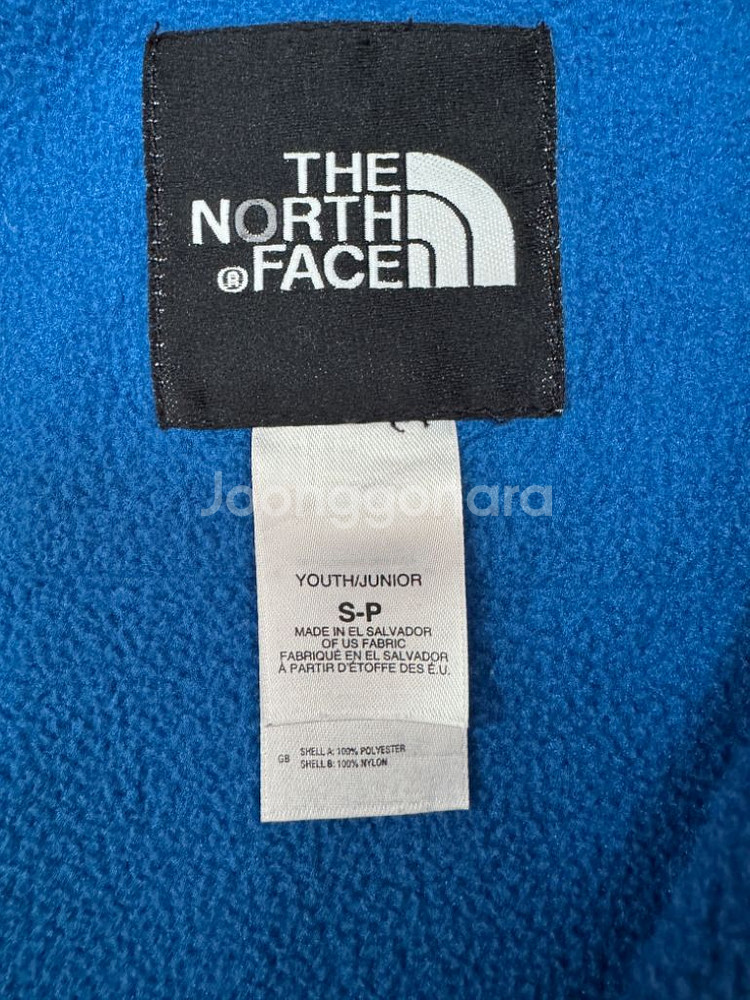 THE
NORTH
® FACE
Joonggonara
YOUTH/JUNIOR
S-P
MADE IN EL SALVADOR
OF US FABRIC
FABRIQUÉ EN EL SALVADOR
À PARTIR D'ÉTOFFE DES É.U.
GB SHELL A: 100% POLYESTER
SHELL B: 100% NYLON